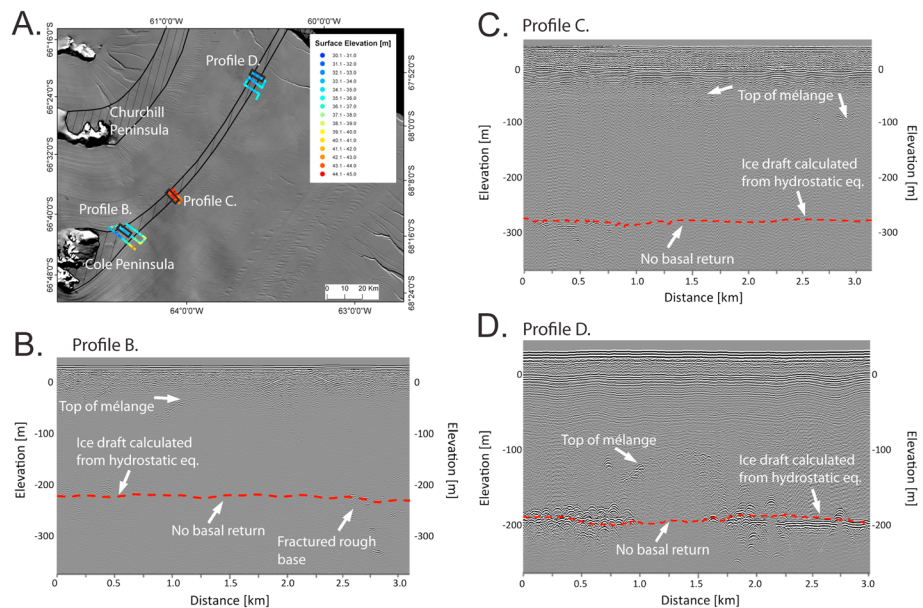 A.
61°0'0"W
60°0'0"W
66°16'S
66°24'0"S
66°32'S
66°40'S
66°48'S
67°52'S
68°0'S
68°8'S
68°16'S
68°24'0"S
64°0'0"W
63°0'0"W
Profile D.
Churchill
Peninsula
Profile C.
Profile B.
Cole Peninsula
Surface Elevation [m]
30.1 - 31.0
31.1 - 32.0
32.1 - 33.0
33.1 - 34.0
34.1 - 35.0
35.1 - 36.0
36.1 - 37.0
37.1 - 38.0
38.1 - 39.0
39.1 - 40.0
40.1 - 41.0
41.1 - 42.0
42.1 - 43.0
43.1 - 44.0
44.1 - 45.0
0 10 20 Km
B.
Profile B.
0
-100
-200
-300
Elevation [m]
Top of mélange
Ice draft calculated
from hydrostatic eq.
No basal return
Fractured rough
base
0
-100
-200
-300
Elevation [m]
0 0.5 1.0 1.5 2.0 2.5 3.0
Distance [km]
C.
Profile C.
0
-100
-200
-300
Elevation [m]
Top of mélange
Ice draft calculated
from hydrostatic eq.
No basal return
0
-100
-200
-300
Elevation [m]
0 0.5 1.0 1.5 2.0 2.5 3.0
Distance [km]
D.
Profile D.
0
-100
-200
Elevation [m]
Top of mélange
Ice draft calculated
from hydrostatic eq.
No basal return
0
-100
-200
Elevation [m]
0 0.5 1.0 1.5 2.0 2.5 3.0
Distance [km]